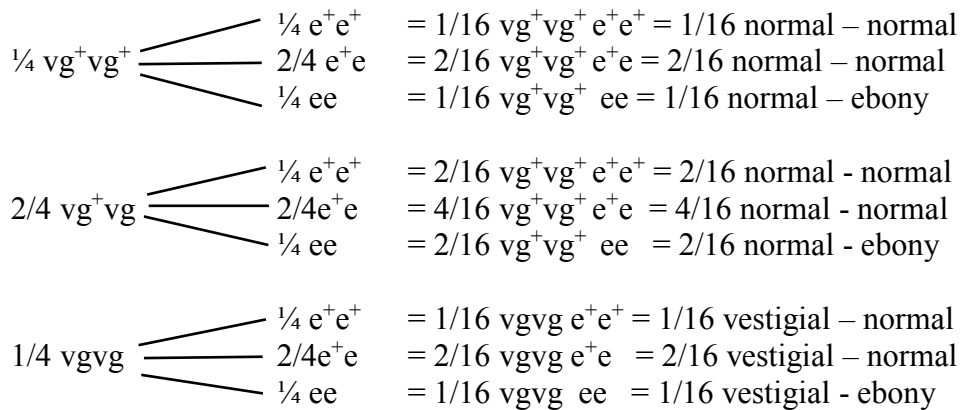 ¼ e⁺e⁺ = 1/16 vg⁺vg⁺ e⁺e⁺ = 1/16 normal – normal
¼ vg⁺vg⁺ 2/4 e⁺e = 2/16 vg⁺vg⁺ e⁺e = 2/16 normal – normal
¼ ee = 1/16 vg⁺vg⁺ ee = 1/16 normal – ebony
¼ e⁺e⁺ = 2/16 vg⁺vg⁺ e⁺e⁺ = 2/16 normal - normal
2/4 vg⁺vg 2/4e⁺e = 4/16 vg⁺vg⁺ e⁺e = 4/16 normal - normal
¼ ee = 2/16 vg⁺vg⁺ ee = 2/16 normal - ebony
¼ e⁺e⁺ = 1/16 vgvg e⁺e⁺ = 1/16 vestigial – normal
1/4 vgvg 2/4e⁺e = 2/16 vgvg e⁺e = 2/16 vestigial – normal
¼ ee = 1/16 vgvg ee = 1/16 vestigial - ebony